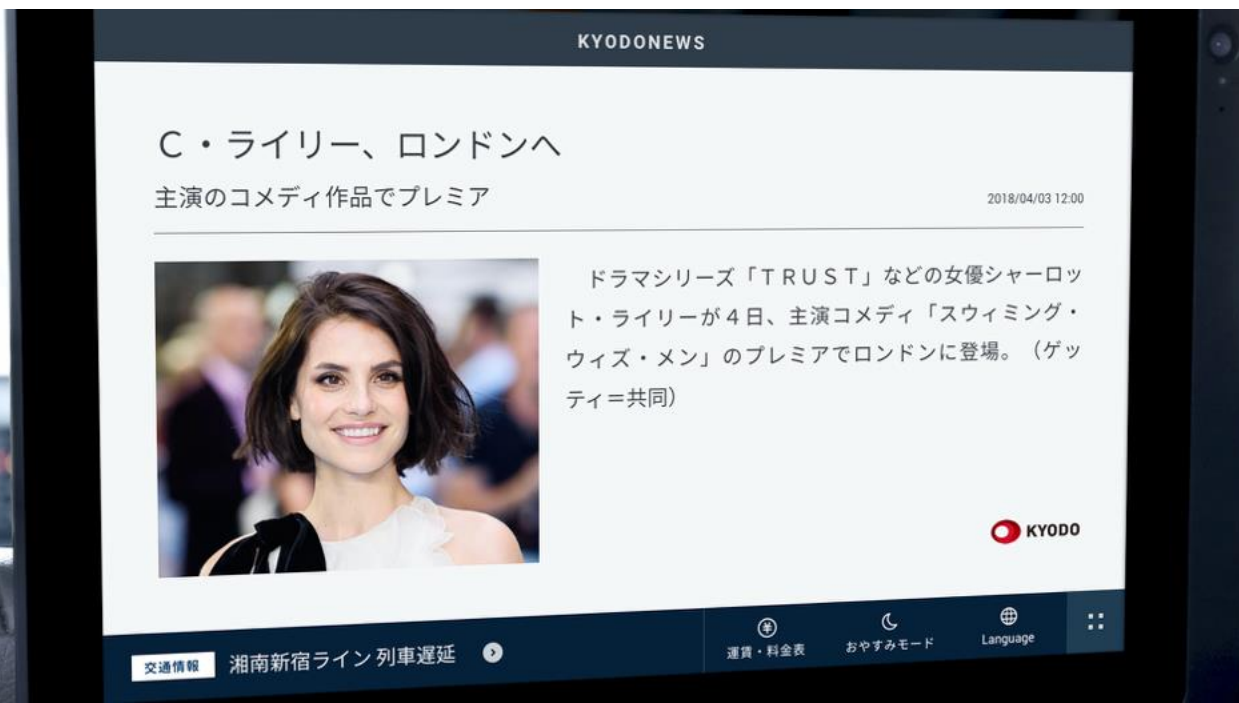 KYODONEWS
C・ライリー、ロンドンへ
主演のコメディ作品でプレミア
2018/04/03 12:00
ドラマシリーズ「TRUST」などの女優シャーロッ
ト・ライリーが4日、主演コメディ「スウィミング・
ウィズ・メン」のプレミアでロンドンに登場。（ゲッ
ティ＝共同）
KYODO
交通情報 湘南新宿ライン 列車遅延
運賃・料金表
おやすみモード
Language